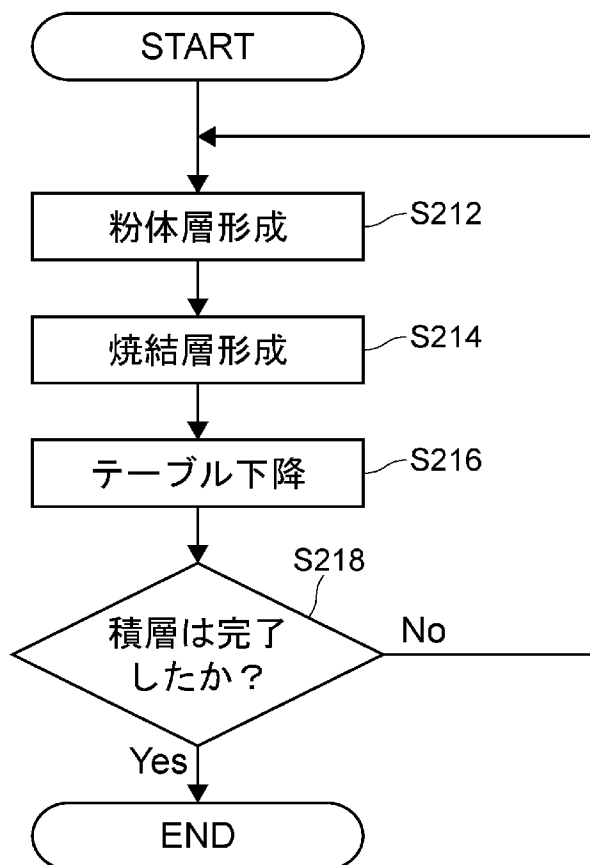 START
粉体層形成
S212
焼結層形成
S214
テーブル下降
S216
S218
積層は完了
したか？
No
Yes
END